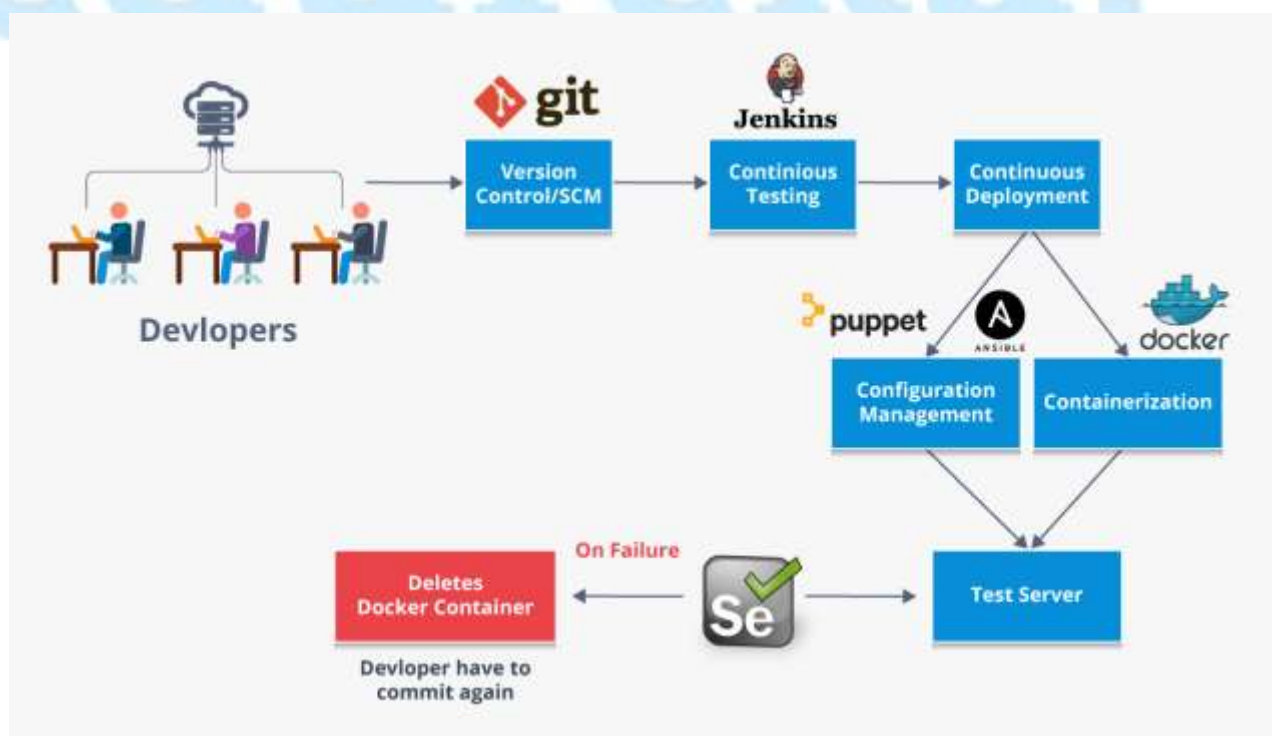 git
Jenkins
Version
Control/SCM
Continious
Testing
Continuous
Deployment
Devlopers
puppet
ANSIBLE
docker
Configuration
Management
Containerization
On Failure
Deletes
Docker Container
Se
Test Server
Devloper have to
commit again